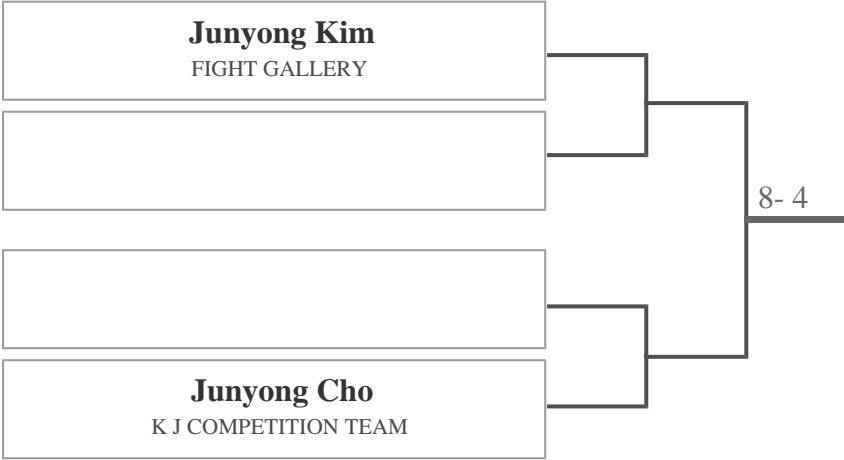 Junyong Kim
FIGHT GALLERY
8- 4
Junyong Cho
K J COMPETITION TEAM